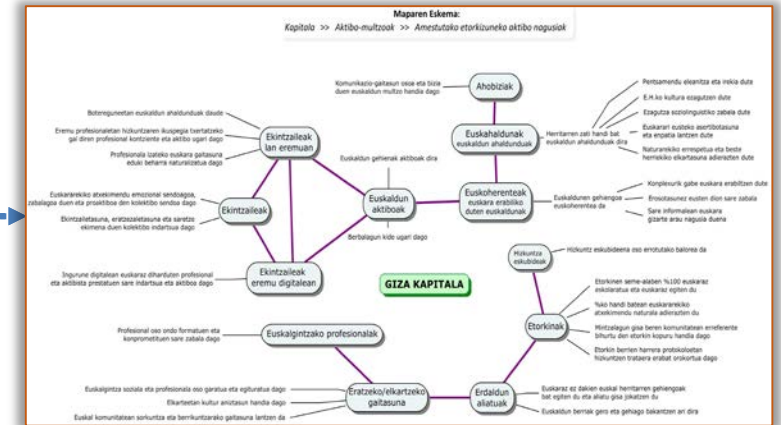 Maparen Eskema:
Kapitala >> Aktibo-multzoak >> Amestutako etorkizuneko aktibo nagusiak
Komunikazio-gaitasun osoa eta bizia
duen euskaldun multzo handia dago
Ahobiziak
Botereguneetan euskaldun ahaldunduak daude
Eremu profesionaletan hizkuntzaren ikuspegia txertatzeko
gai diren profesional kontziente eta aktibo ugari dago
Profesionala izateko euskara gaitasuna
eduki beharra naturalizatua dago
Ekintzaileak
lan eremuan
Euskahaldunak
euskaldun ahaldunduak
Herritarren zati handi bat
euskaldun ahaldunduak dira
Pentsamendu eleanitza eta irekia dute
E.H.ko kultura ezagutzen dute
Ezagutza soziolinguistiko zabala dute
Euskarari eusteko asertibotasuna
eta enpatia lantzen dute
Naturarekiko errespetua eta beste
herriekiko elkartasuna adierazten dute
Euskaldun gehienak aktiboak dira
Euskaldun
aktiboak
Berbalagun kide ugari dago
Euskoherenteak
euskara erabiliko
duten euskaldunak
Euskaldunen gehiengoa
euskoherentea da
Konplexurik gabe euskara erabiltzen dute
Erosotasunez eusten dion sare zabala
Sare informalean euskara
gizarte arau nagusia duena
Euskararekiko atxekimendu emozional sendoagoa,
zabalagoa duen eta proaktiboa den kolektibo sendoa dago
Ekintzailetasuna, eratzezaletasuna eta saretze
ekimena duen kolektibo indartsua dago
Ekintzaileak
Ingurune digitalean euskaraz diharduten profesional
eta aktibista prestatuen sare indartsua eta aktiboa dago
Ekintzaileak
eremu digitalean
GIZA KAPITALA
Hizkuntza
eskubideak
Hizkuntz eskubideena oso errotutako balorea da
Etorkinak
Etorkinen seme-alaben %100 euskaraz
eskolaratua eta euskaraz egiten du
%ko handi batean euskararekiko
atxekimendu naturala adierazten du
Mintzalagun gisa beren komunitatean erreferente
bihurtu den etorkin kopuru handia dago
Etorkin berrien harrera protokoloetan
hizkuntzen trataera erabat orokortua dago
Profesional oso ondo formatuen eta
konprometituen sare zabala dago
Euskalgintzako profesionalak
Euskalgintza soziala eta profesionala oso garatua eta egituratua dago
Elkarteetan kultur aniztasun handia dago
Euskal komunitatean sorkuntza eta berrikuntzarako gaitasuna lantzen da
Eratzeko/elkartzeko
gaitasuna
Erdaldun
aliatuak
Euskaraz ez dakien euskal herritarren gehiengoak
bat egiten du eta aliatu gisa jokatzen du
Euskaldun berriak gero eta gehiago bakantzen ari dira